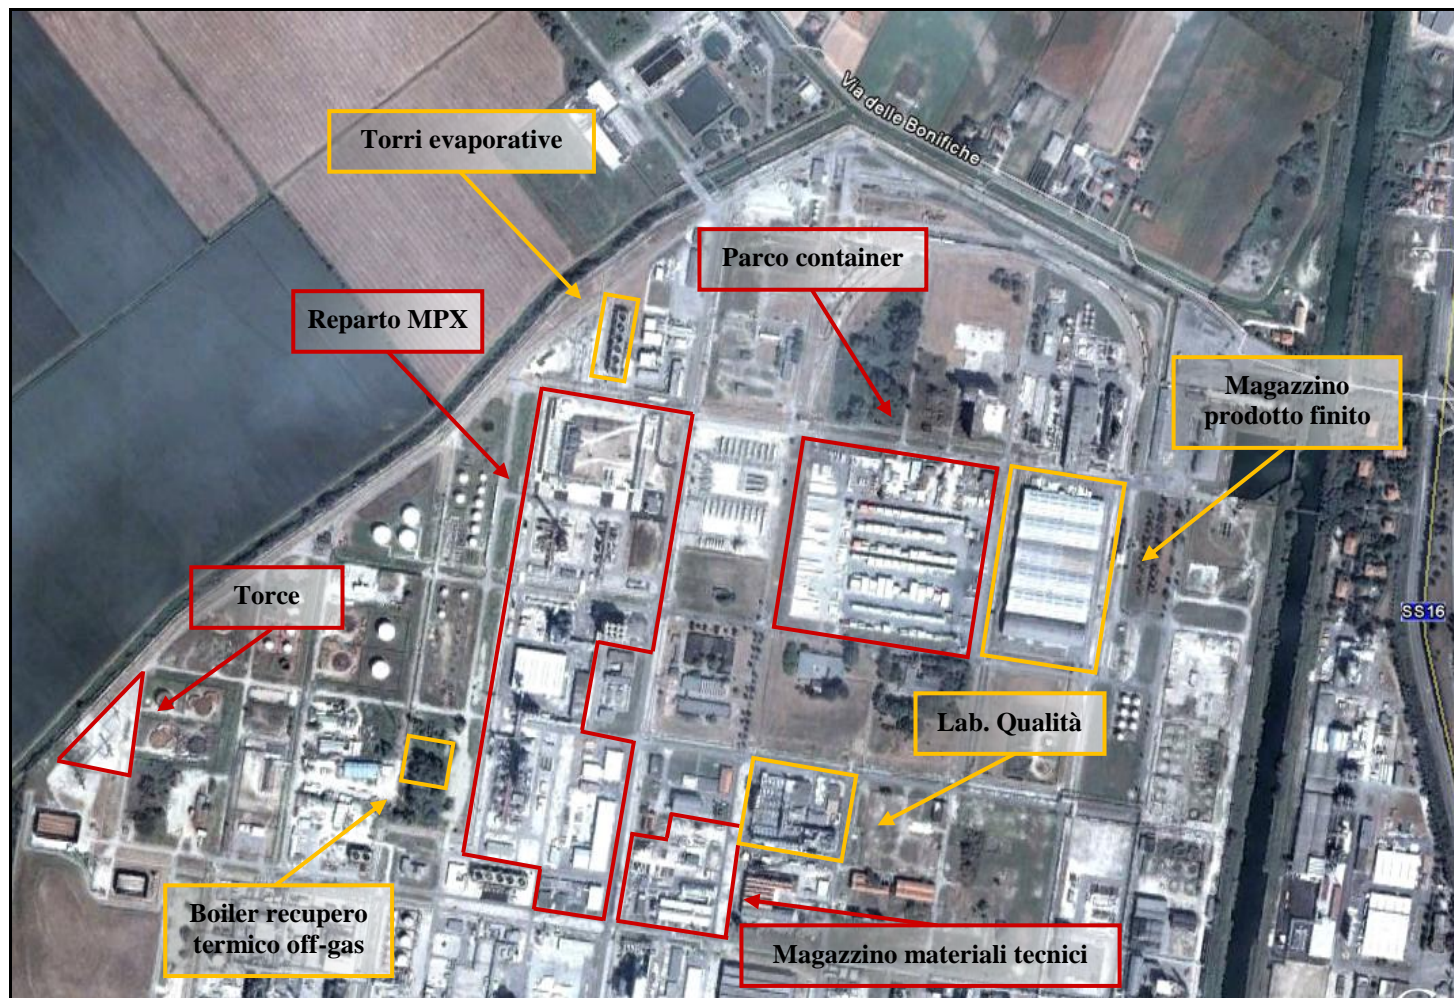 Via delle Bonifiche
Torri evaporative
Parco container
Reparto MPX
Magazzino
prodotto finito
Torce
SS16
Lab. Qualità
Boiler recupero
termico off-gas
Magazzino materiali tecnici